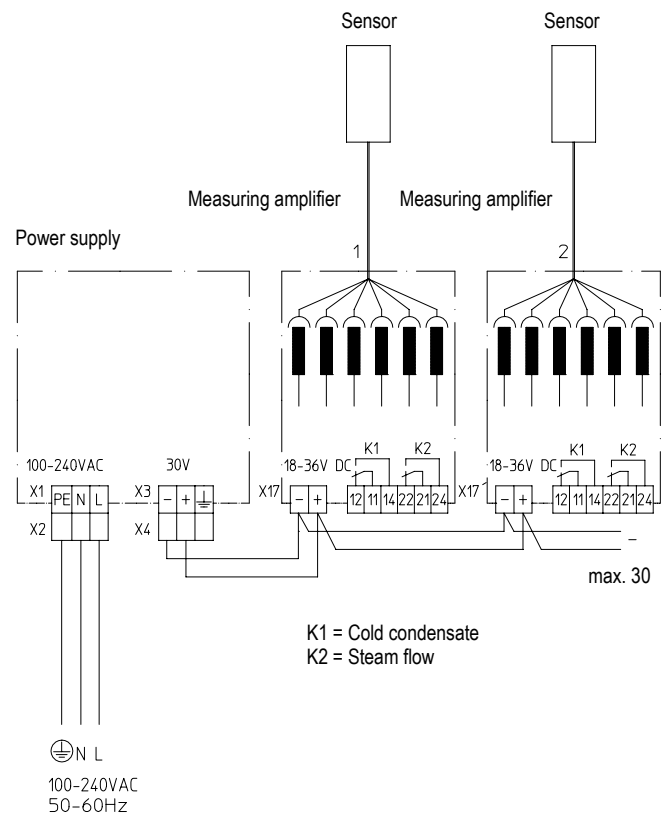 Sensor Sensor
Measuring amplifier Measuring amplifier
Power supply
1 2
K1 K2 K1 K2
100-240VAC 30V 18-36V DC 18-36V DC
X1 PE N L X3 - + ⏚ X17 - + 12 11 14 22 21 24 X17 - + 12 11 14 22 21 24
X2 X4
–
max. 30
K1 = Cold condensate
K2 = Steam flow
N L
100-240VAC
50-60Hz